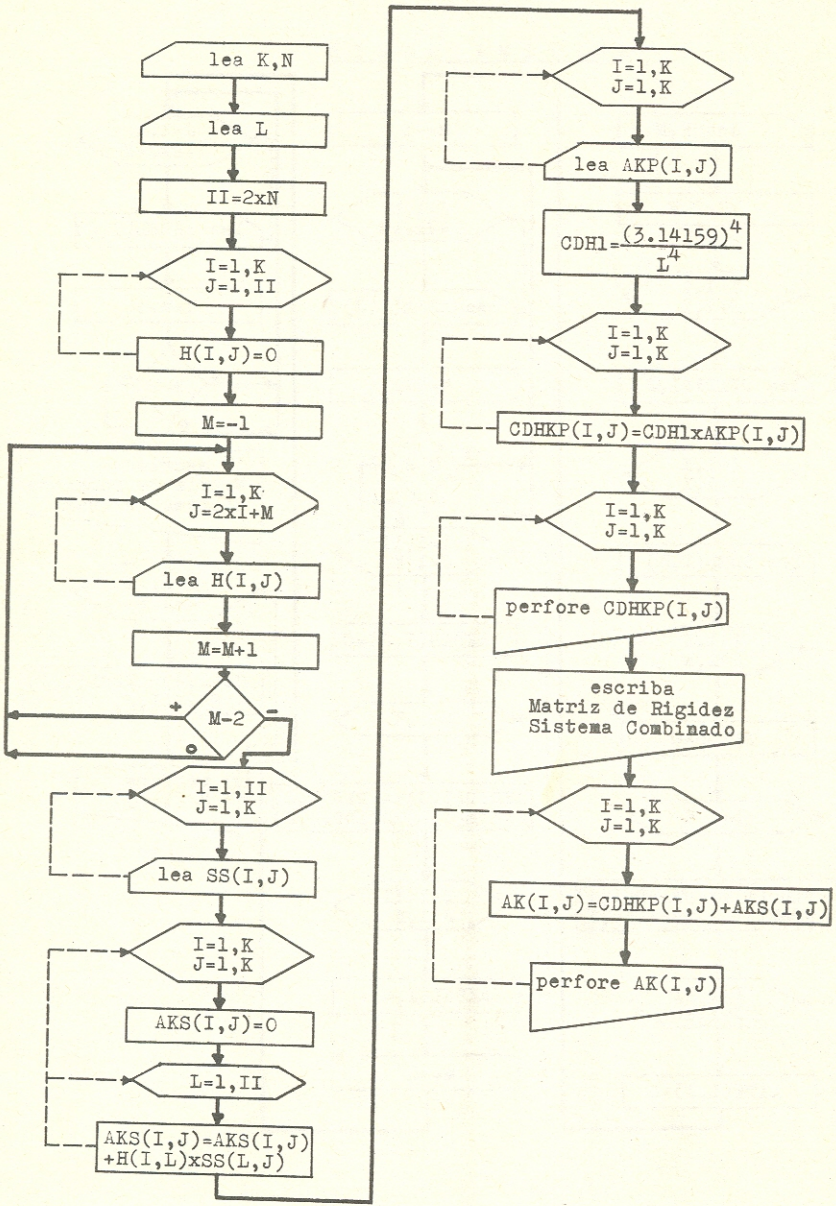 lea K,N
lea L
II=2xN
I=1,K
J=1,II
H(I,J)=0
M=-1
I=1,K
J=2xI+M
lea H(I,J)
M=M+1
M-2
+
-
0
I=1,II
J=1,K
lea SS(I,J)
I=1,K
J=1,K
AKS(I,J)=0
L=1,II
AKS(I,J)=AKS(I,J)
+H(I,L)xSS(L,J)
I=1,K
J=1,K
lea AKP(I,J)
CDH1=(3.14159)^4
L^4
I=1,K
J=1,K
CDHKP(I,J)=CDH1xAKP(I,J)
I=1,K
J=1,K
perfore CDHKP(I,J)
escriba
Matriz de Rigidez
Sistema Combinado
I=1,K
J=1,K
AK(I,J)=CDHKP(I,J)+AKS(I,J)
perfore AK(I,J)